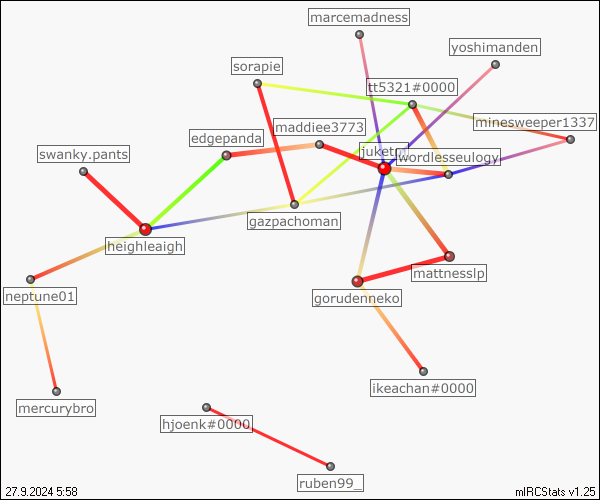 marcemadness
yoshimanden
sorapie
tt5321#0000
minesweeper1337
maddiee3773
edgepanda
swanky.pants
wordlesseulogy
gazpachoman
heighleaigh
mattnesslp
neptune01
gorudenneko
ikeachan#0000
mercurybro
hjoenk#0000
ruben99_
27.9.2024 5:58
mIRCStats v1.25